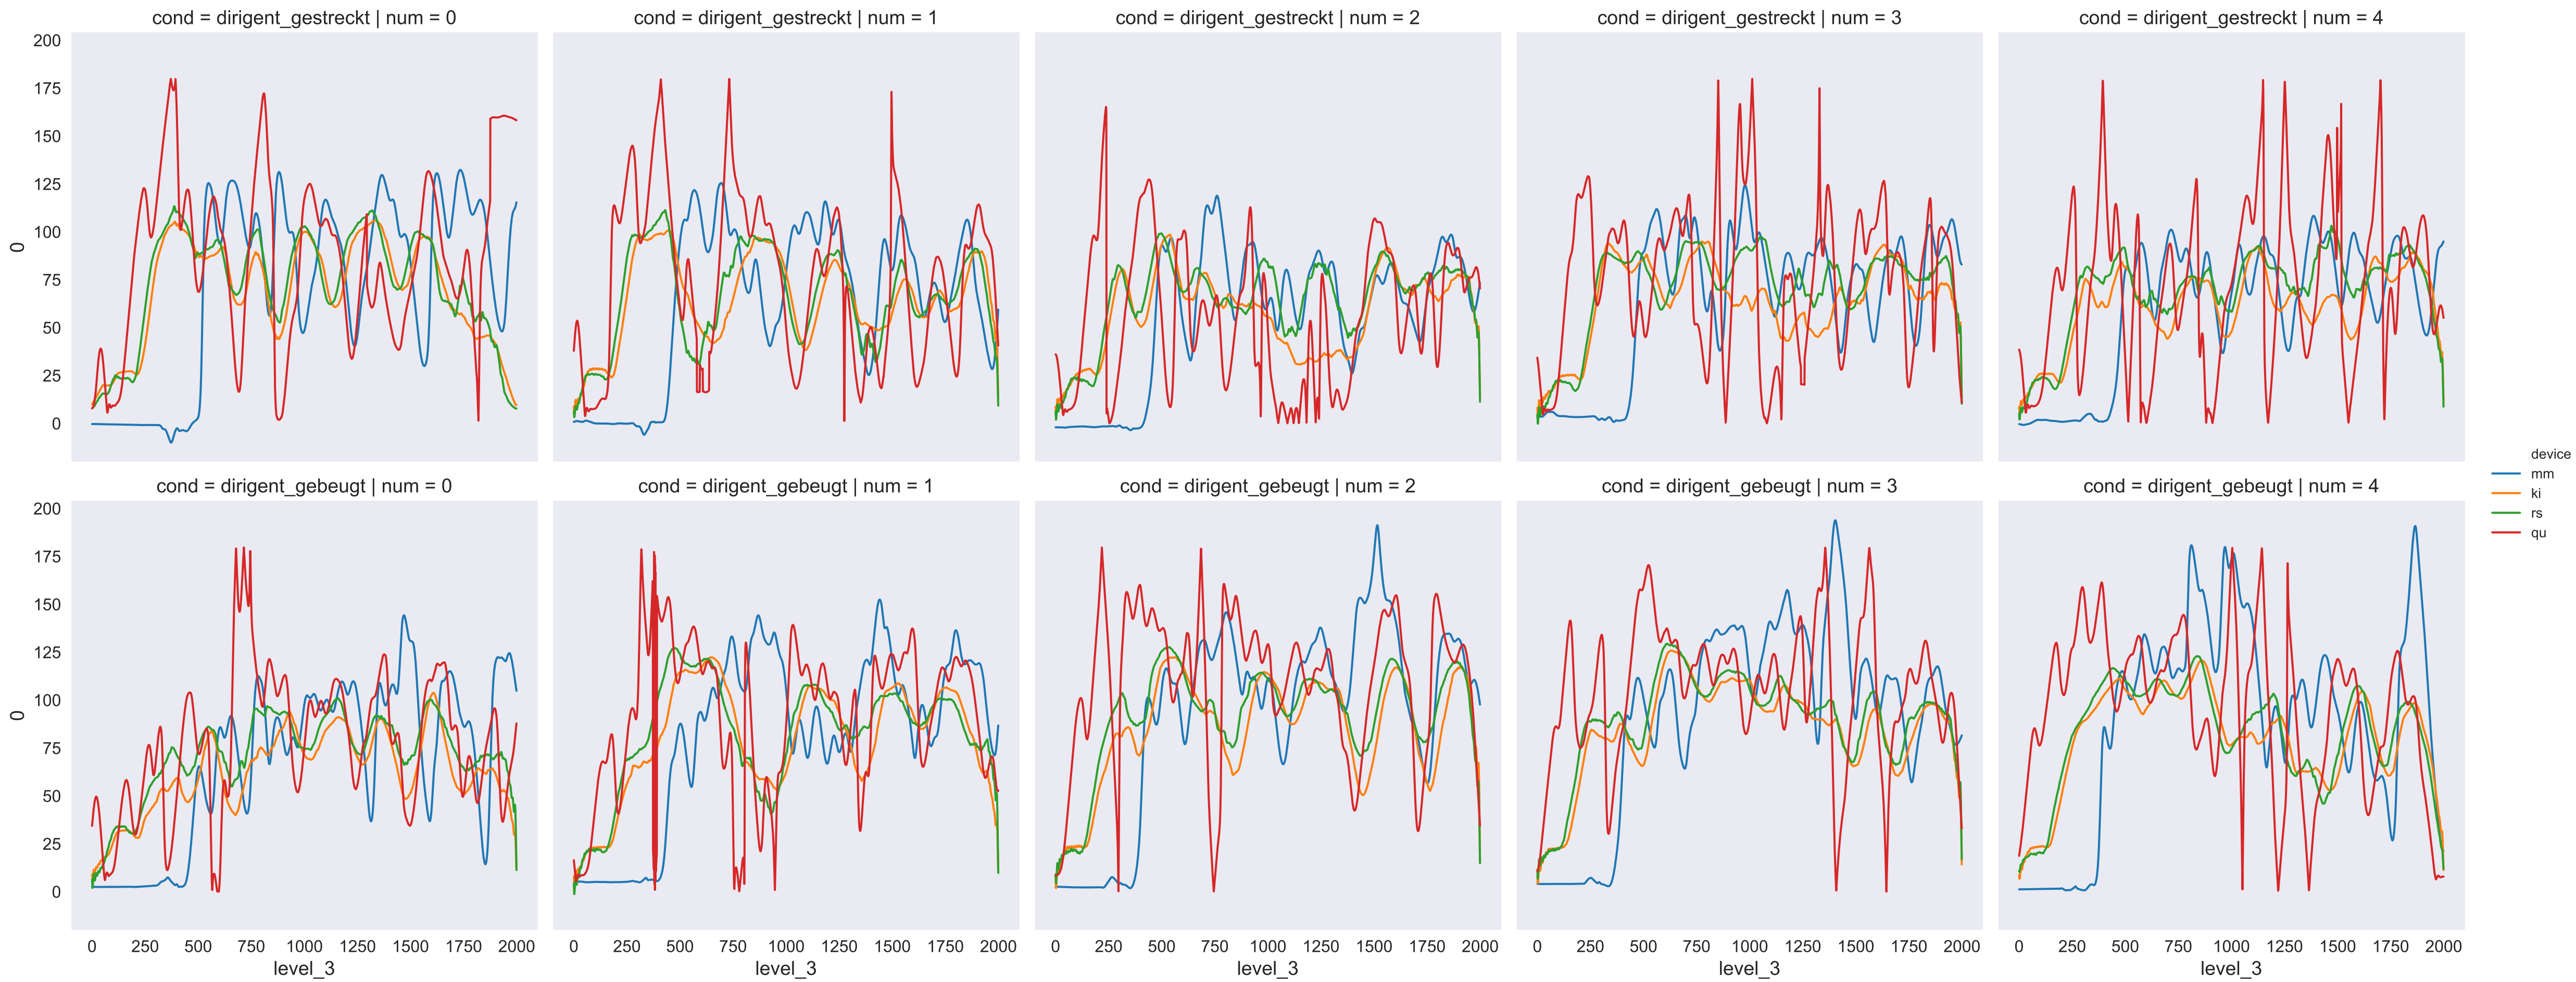 cond = dirigent_gestreckt | num = 0
cond = dirigent_gestreckt | num = 1
cond = dirigent_gestreckt | num = 2
cond = dirigent_gestreckt | num = 3
cond = dirigent_gestreckt | num = 4
200
175
150
125
100
75
50
25
0
0
cond = dirigent_gebeugt | num = 0
cond = dirigent_gebeugt | num = 1
cond = dirigent_gebeugt | num = 2
cond = dirigent_gebeugt | num = 3
cond = dirigent_gebeugt | num = 4
200
175
150
125
100
75
50
25
0
0
0 250 500 750 1000 1250 1500 1750 2000
level_3
0 250 500 750 1000 1250 1500 1750 2000
level_3
0 250 500 750 1000 1250 1500 1750 2000
level_3
0 250 500 750 1000 1250 1500 1750 2000
level_3
0 250 500 750 1000 1250 1500 1750 2000
level_3
device
mm
ki
rs
qu